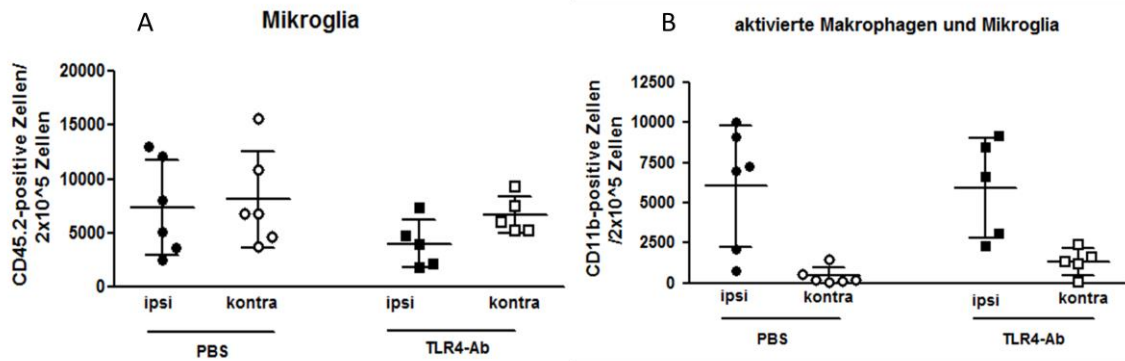 A
Mikroglia
CD45.2-positive Zellen/
2x10^5 Zellen
20000
15000
10000
5000
0
ipsi kontra ipsi kontra
PBS TLR4-Ab
B
aktivierte Makrophagen und Mikroglia
CD11b-positive Zellen
/2x10^5 Zellen
12500
10000
7500
5000
2500
0
ipsi kontra ipsi kontra
PBS TLR4-Ab